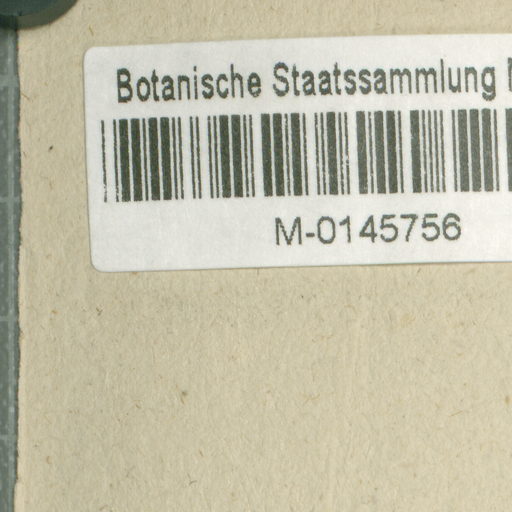 Botanische Staatssammlung
M-0145756